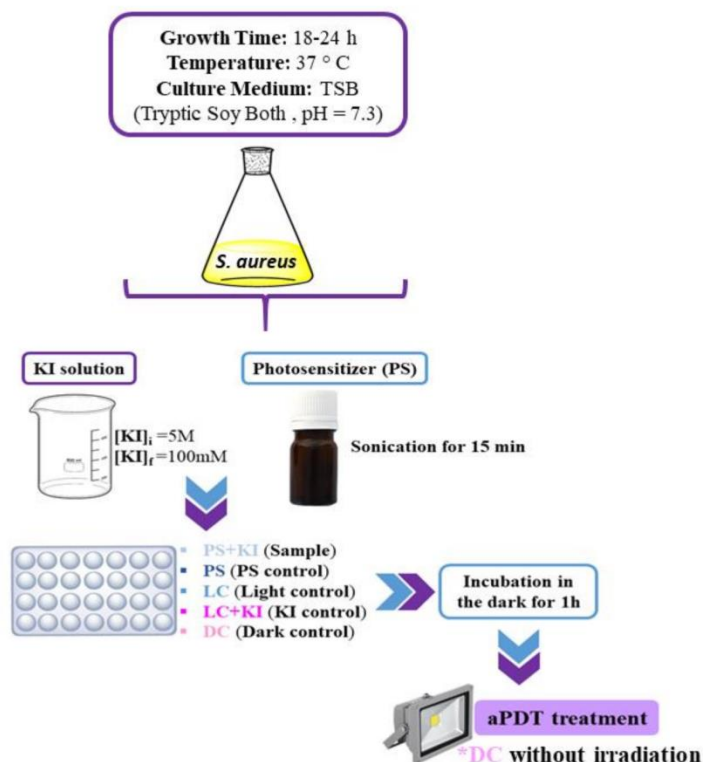 Growth Time: 18-24 h
Temperature: 37 ° C
Culture Medium: TSB
(Tryptic Soy Both , pH = 7.3)
S. aureus
KI solution
Photosensitizer (PS)
[KI]i =5M
[KI]f =100mM
Sonication for 15 min
PS+KI (Sample)
PS (PS control)
LC (Light control)
LC+KI (KI control)
DC (Dark control)
Incubation in
the dark for 1h
aPDT treatment
*DC without irradiation